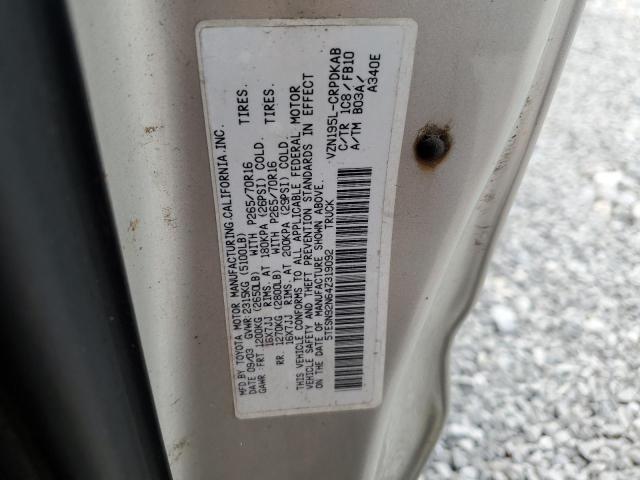 MFD BY TOYOTA MOTOR MANUFACTURING CALIFORNIA, INC.
DATE 09/03 GVWR 2315KG (5100LB)
GAWR FRT. 1200KG (2650LB) WITH P265/70R16 TIRES.
16X7JJ RIMS. AT 180KPA (26PSI) COLD.
RR. 1270KG (2800LB) WITH P265/70R16 TIRES.
16X7JJ RIMS. AT 200KPA (29PSI) COLD.
THIS VEHICLE CONFORMS TO ALL APPLICABLE FEDERAL MOTOR
VEHICLE SAFETY AND THEFT PREVENTION STANDARDS IN EFFECT
ON THE DATE OF MANUFACTURE SHOWN ABOVE.
5TESN92N64Z319092 TRUCK
VZN195L-CRPDKAB
C/TR 1C8/FB10
A/TM B03A/
A340E